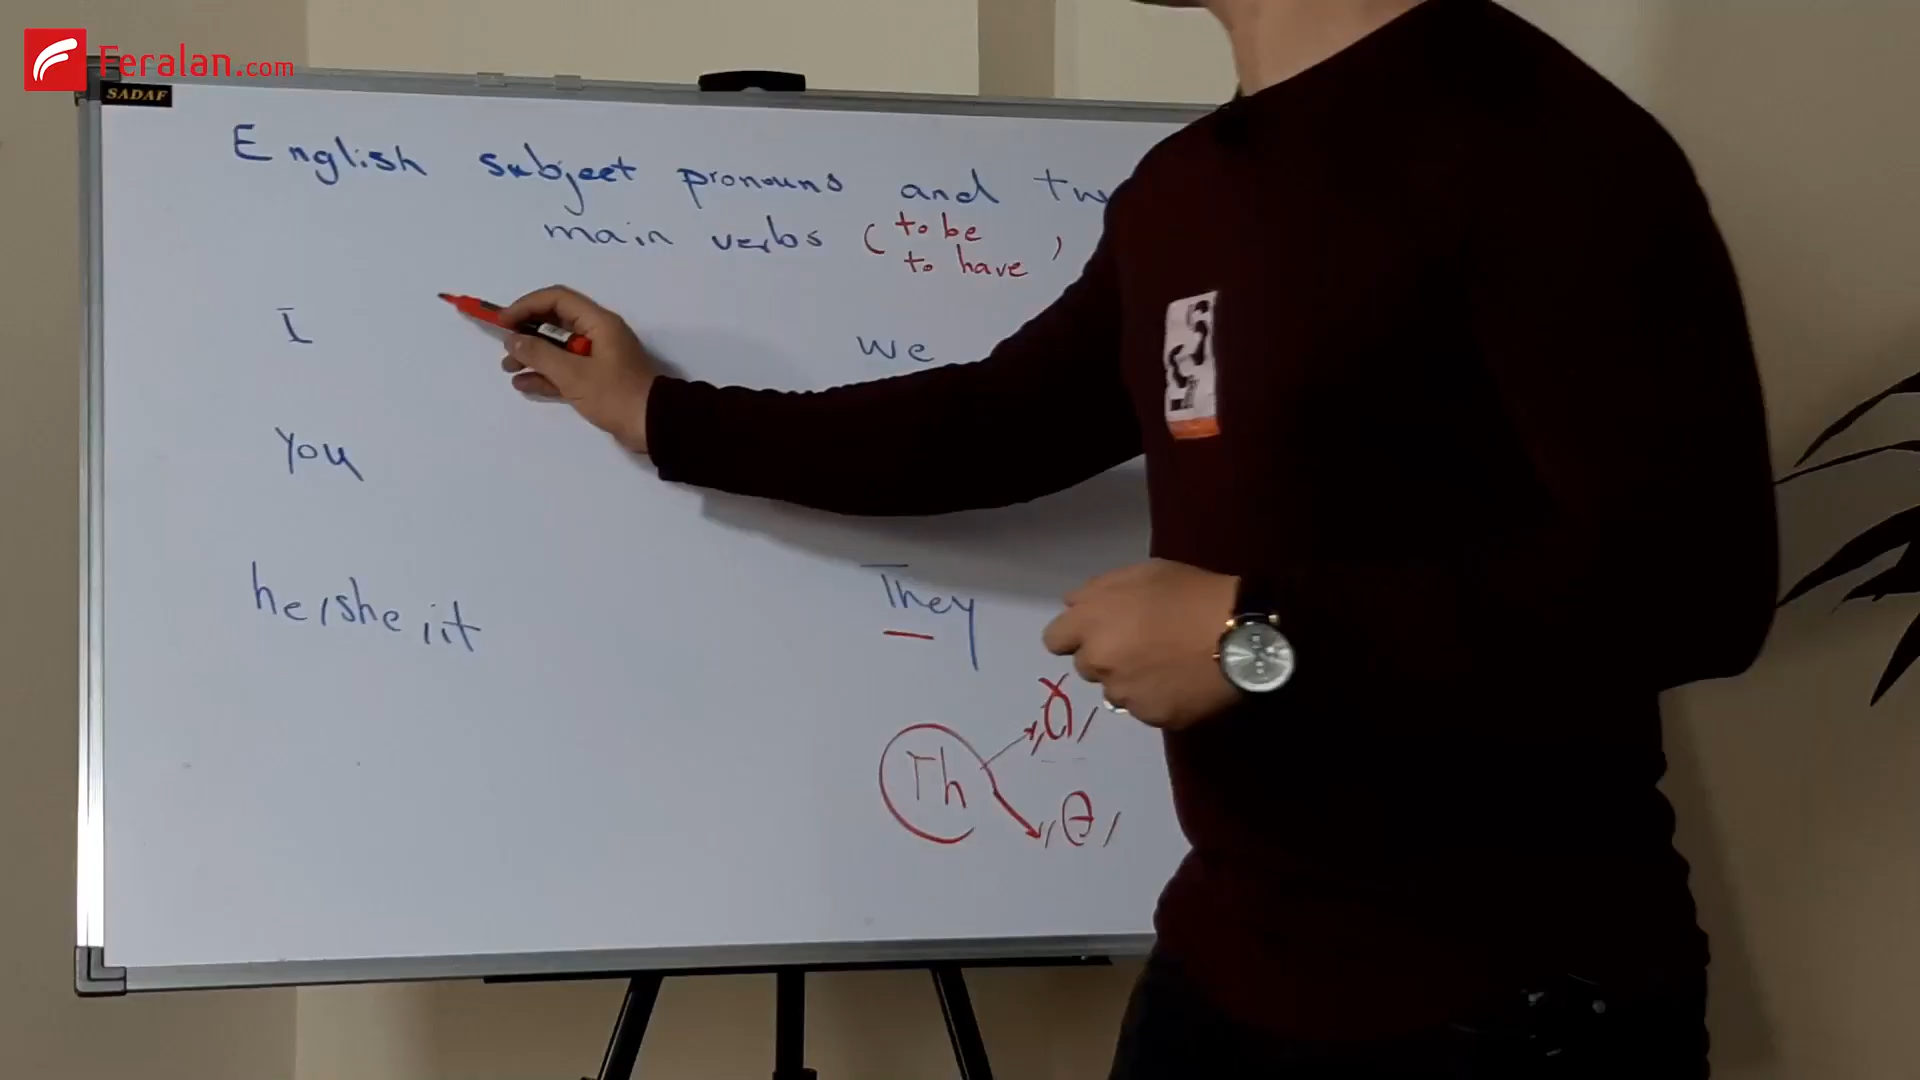 Feralan.com
SADAF
English subject pronouns and
main verbs (to be
to have)
I
We
You
he/she/it
They
Th
/ð/
/θ/